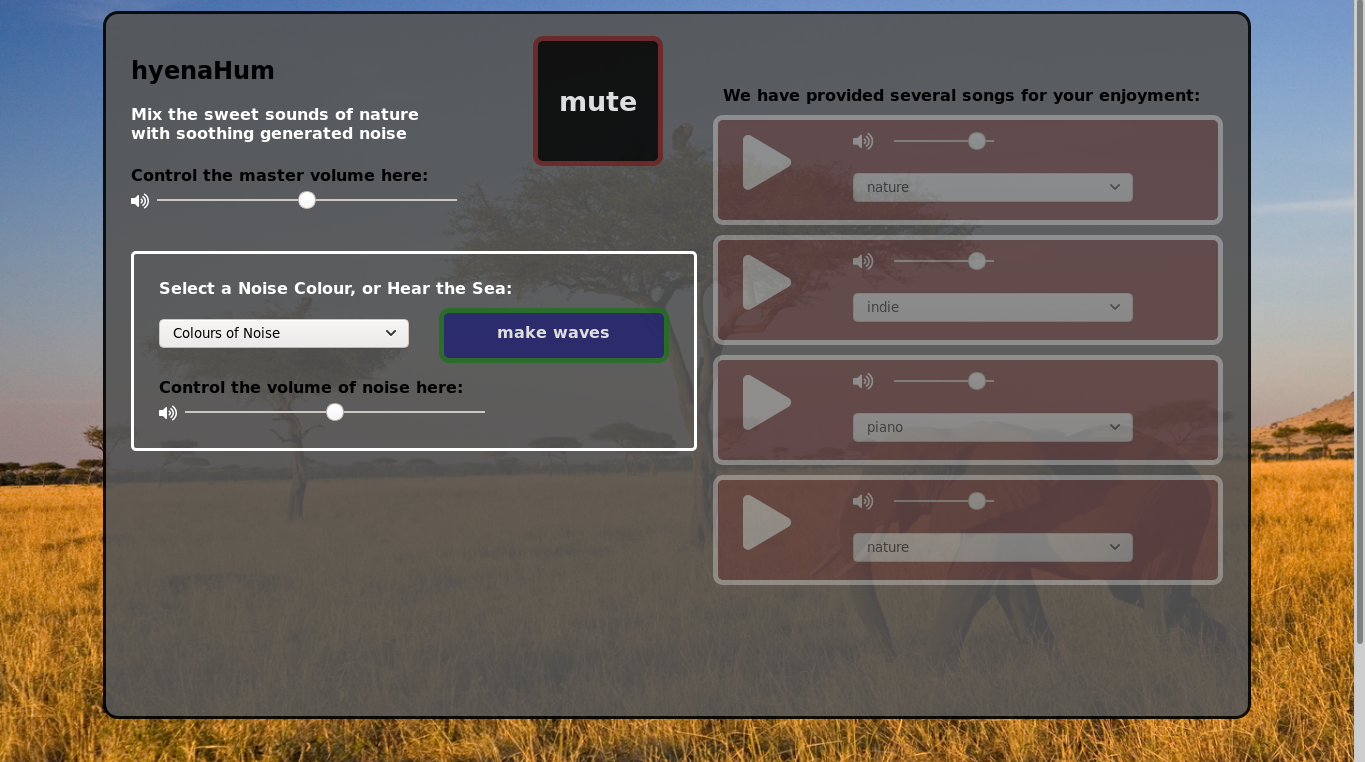 hyenaHum
mute
Mix the sweet sounds of nature
with soothing generated noise
Control the master volume here:
Select a Noise Colour, or Hear the Sea:
Colours of Noise
make waves
Control the volume of noise here:
We have provided several songs for your enjoyment:
nature
indie
piano
nature